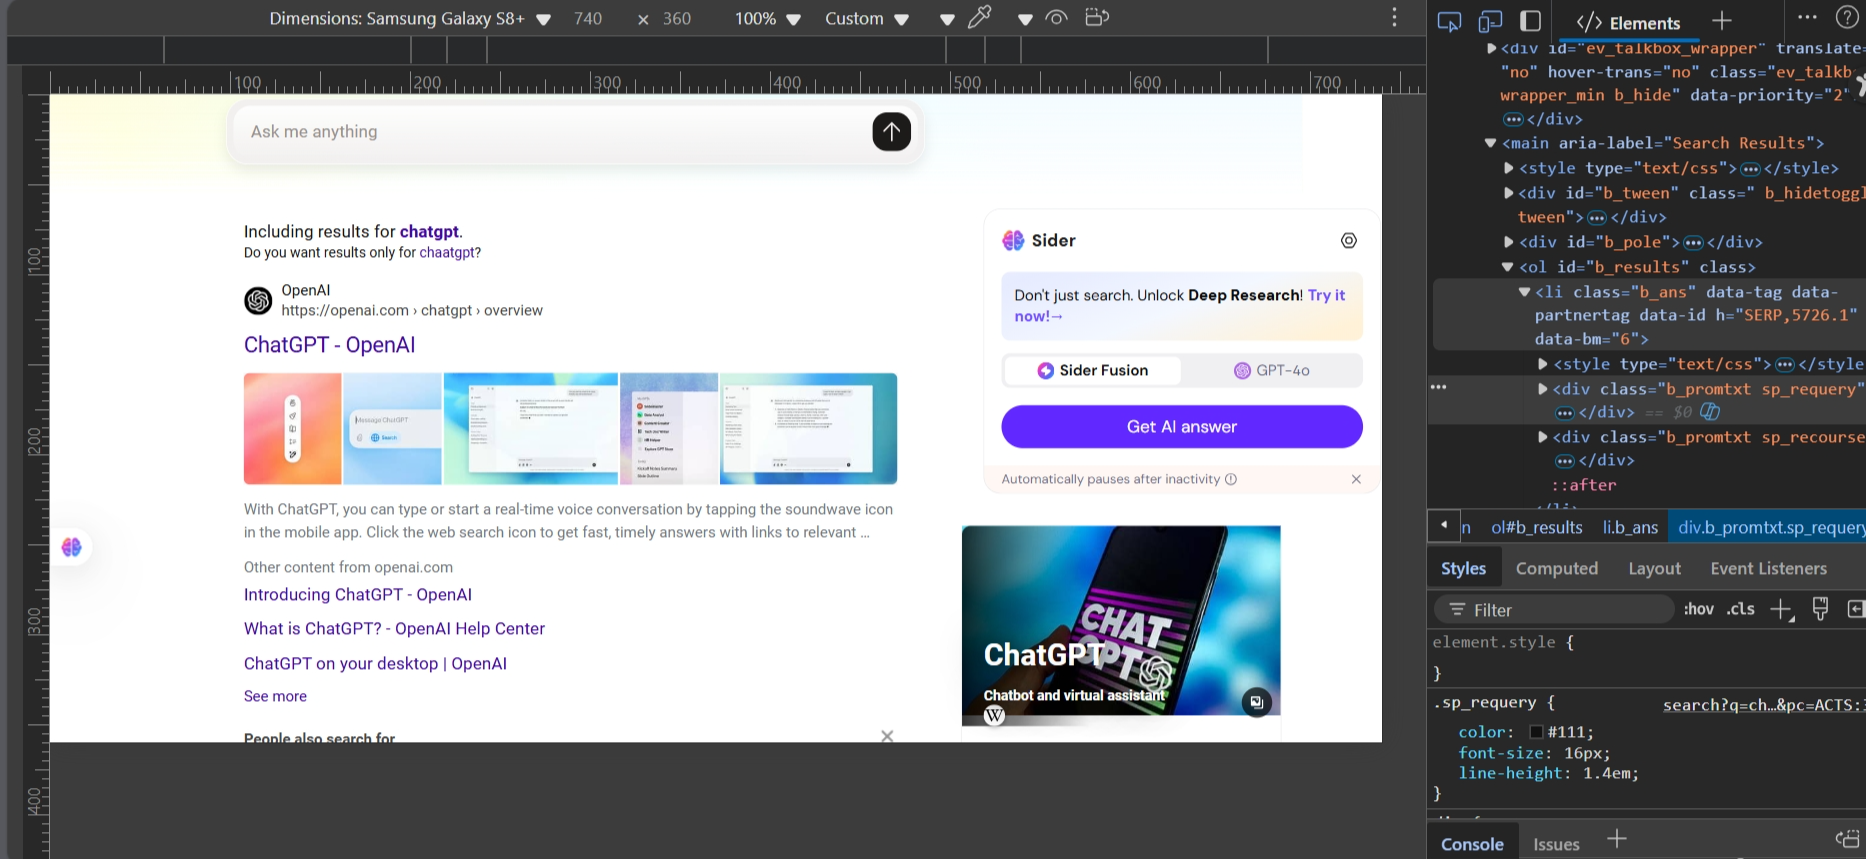 Dimensions: Samsung Galaxy S8+ 740 × 360 100% Custom
100 200 300 400 500 600 700
100
200
300
400
Ask me anything
Including results for chatgpt.
Do you want results only for chaatgpt?
OpenAI
https://openai.com › chatgpt › overview
ChatGPT - OpenAI
Message ChatGPT
Search
With ChatGPT, you can type or start a real-time voice conversation by tapping the soundwave icon
in the mobile app. Click the web search icon to get fast, timely answers with links to relevant ...
Other content from openai.com
Introducing ChatGPT - OpenAI
What is ChatGPT? - OpenAI Help Center
ChatGPT on your desktop | OpenAI
See more
People also search for
Sider
Don't just search. Unlock Deep Research! Try it
now!→
Sider Fusion GPT-4o
Get AI answer
Automatically pauses after inactivity
CHAT
GPT
ChatGPT
Chatbot and virtual assistant
W
</> Elements
<div id="ev_talkbox_wrapper" translate=
"no" hover-trans="no" class="ev_talkb
wrapper_min b_hide" data-priority="2"
</div>
<main aria-label="Search Results">
<style type="text/css">…</style>
<div id="b_tween" class=" b_hidetoggl
tween">…</div>
<div id="b_pole">…</div>
<ol id="b_results" class>
<li class="b_ans" data-tag data-
partnertag data-id h="SERP,5726.1"
data-bm="6">
<style type="text/css">…</style
<div class="b_promtxt sp_requery"
…</div> == $0
<div class="b_promtxt sp_recourse
…</div>
::after
</li>
n ol#b_results li.b_ans div.b_promtxt.sp_requery
Styles Computed Layout Event Listeners
Filter :hov .cls
element.style {
}
.sp_requery { search?q=ch…&pc=ACTS:3
color: #111;
font-size: 16px;
line-height: 1.4em;
}
Console Issues